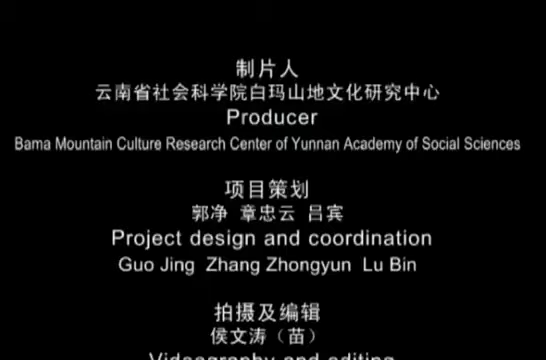 制片人
云南省社会科学院白玛山地文化研究中心
Producer
Bama Mountain Culture Research Center of Yunnan Academy of Social Sciences
项目策划
郭净 章忠云 吕宾
Project design and coordination
Guo Jing Zhang Zhongyun Lu Bin
拍摄及编辑
侯文涛（苗）
Videography and editing